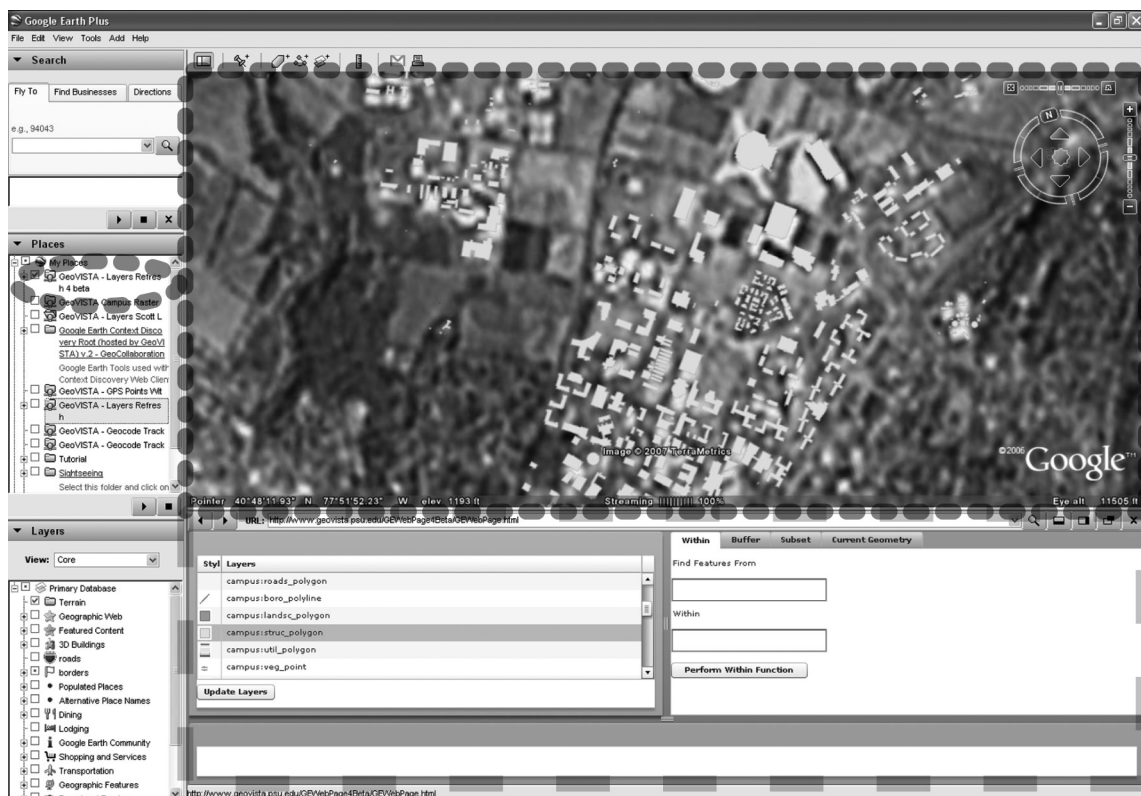 Google Earth Plus
File Edit View Tools Add Help
Search
Fly To Find Businesses Directions
e.g., 94043
Places
My Places
GeoVISTA - Layers Refres
h 4 beta
GeoVISTA Campus Raster
GeoVISTA - Layers Scott L
Google Earth Context Disco
very Root (hosted by GeoVI
STA) v.2 - GeoCollaboration
Google Earth Tools used with
Context Discovery Web Clien
GeoVISTA - GPS Points Wit
GeoVISTA - Layers Refres
h
GeoVISTA - Geocode Track
GeoVISTA - Geocode Track
Tutorial
Sightseeing
Select this folder and click on
Layers
View: Core
Primary Database
Terrain
Geographic Web
Featured Content
3D Buildings
roads
borders
Populated Places
Alternative Place Names
Dining
Lodging
Google Earth Community
Shopping and Services
Transportation
Geographic Features
N
Image © 2007 TerraMetrics
©2006 Google™
Pointer 40°48'11.93" N 77°51'52.23" W elev 1193 ft Streaming |||||||||| 100% Eye alt 11505 ft
URL: http://www.geovista.psu.edu/GEWebPage4Beta/GEWebPage.html
Styl Layers
campus:roads_polygon
campus:boro_polyline
campus:landsc_polygon
campus:struc_polygon
campus:util_polygon
campus:veg_point
Update Layers
Within Buffer Subset Current Geometry
Find Features From
Within
Perform Within Function
http://www.geovista.psu.edu/GEWebPage4Beta/GEWebPage.html